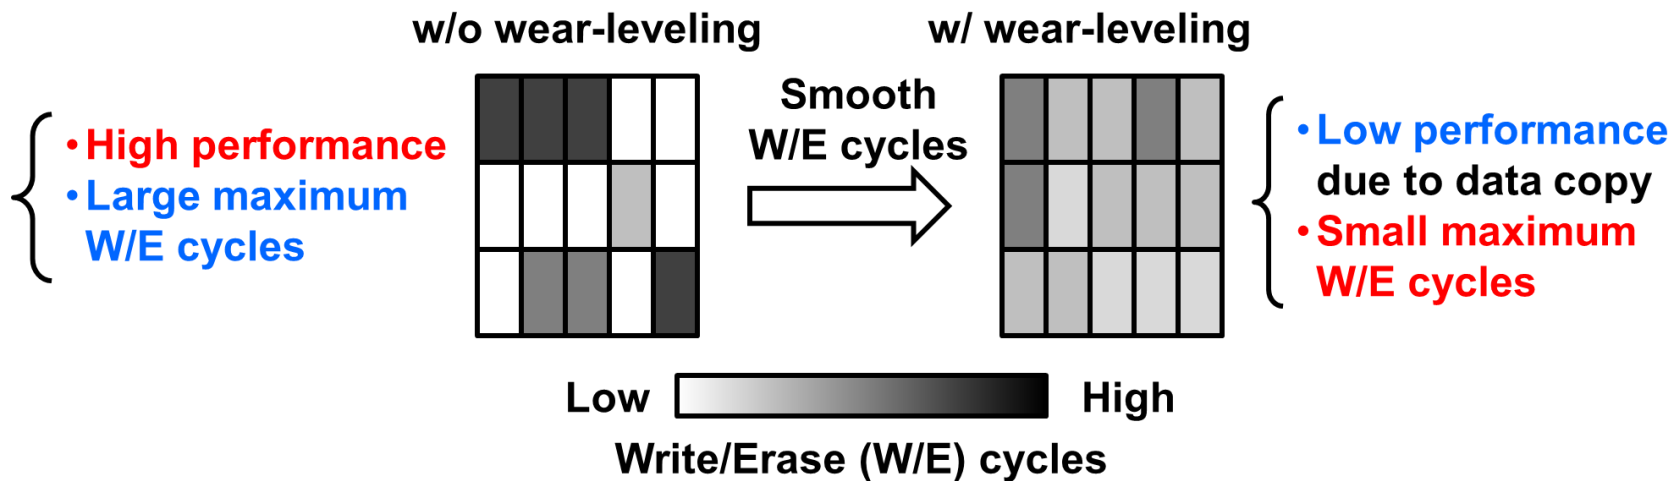 w/o wear-leveling
w/ wear-leveling
• High performance
• Large maximum
W/E cycles
Smooth
W/E cycles
• Low performance
due to data copy
• Small maximum
W/E cycles
Low
High
Write/Erase (W/E) cycles